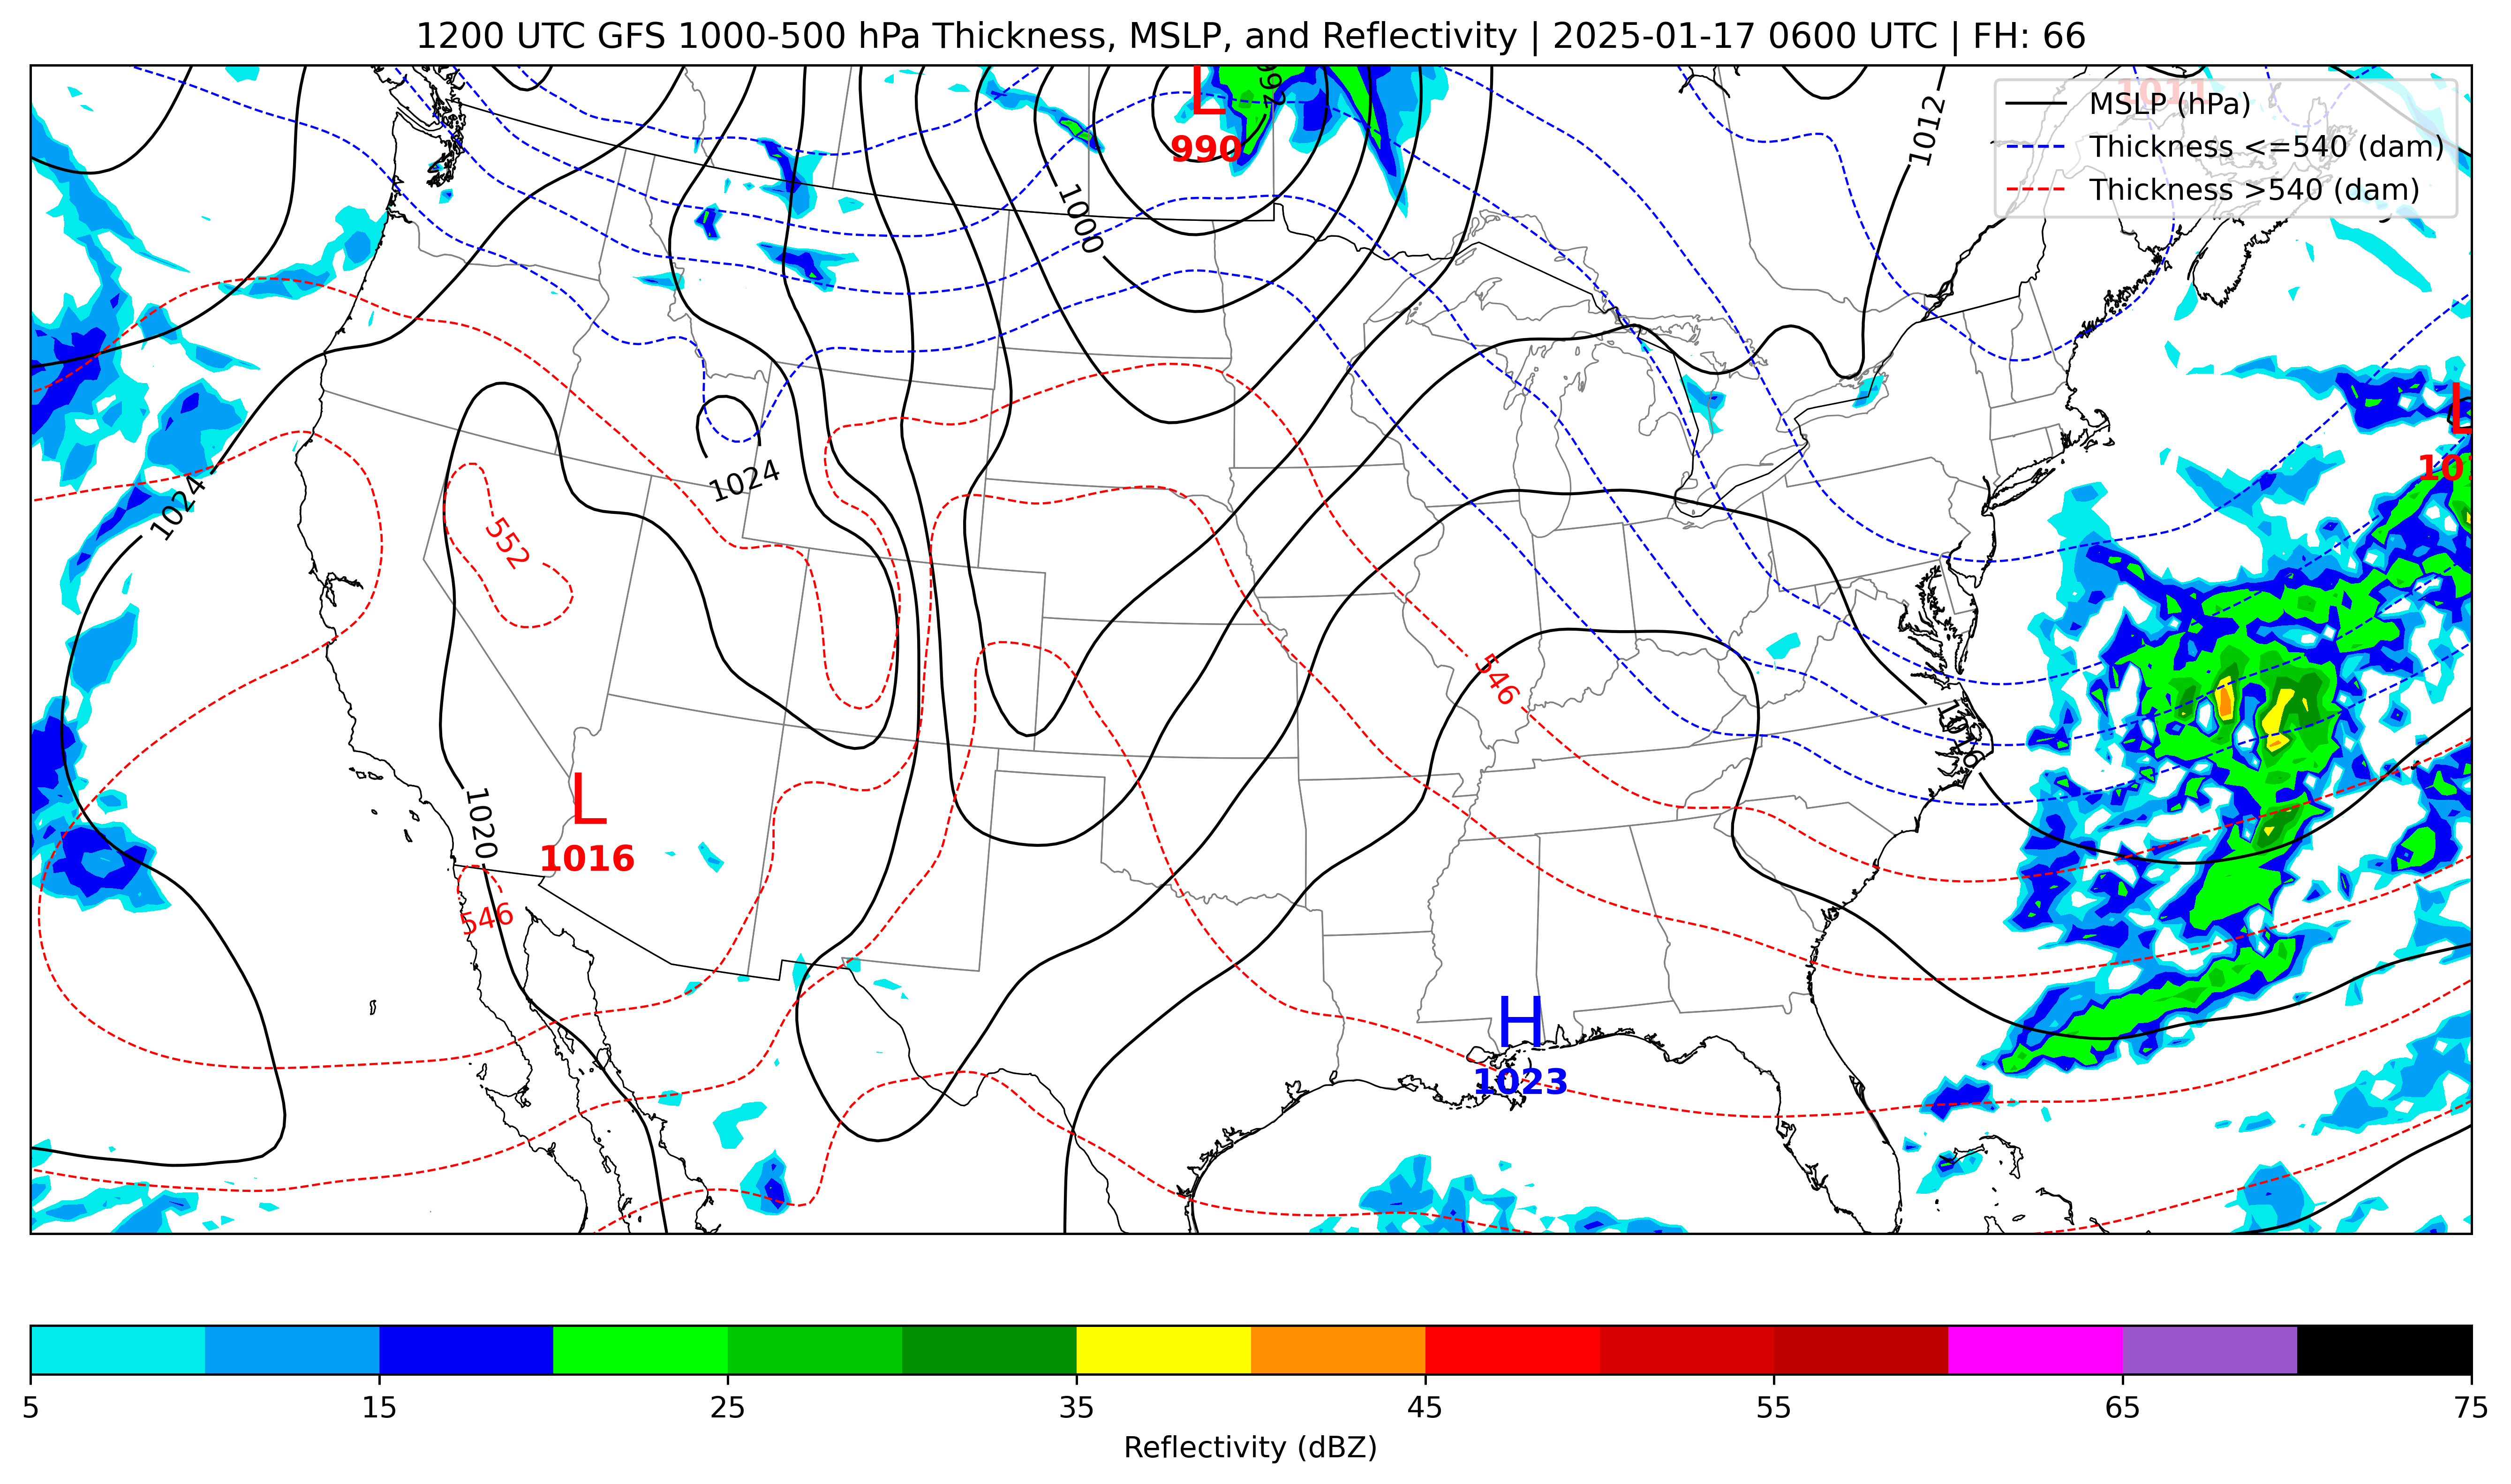 1200 UTC GFS 1000-500 hPa Thickness, MSLP, and Reflectivity | 2025-01-17 0600 UTC | FH: 66
L
990
992
1000
1012
1011
MSLP (hPa)
Thickness <=540 (dam)
Thickness >540 (dam)
L
10
1024
1024
552
546
1016
L
1016
1020
546
H
1023
5 15 25 35 45 55 65 75
Reflectivity (dBZ)